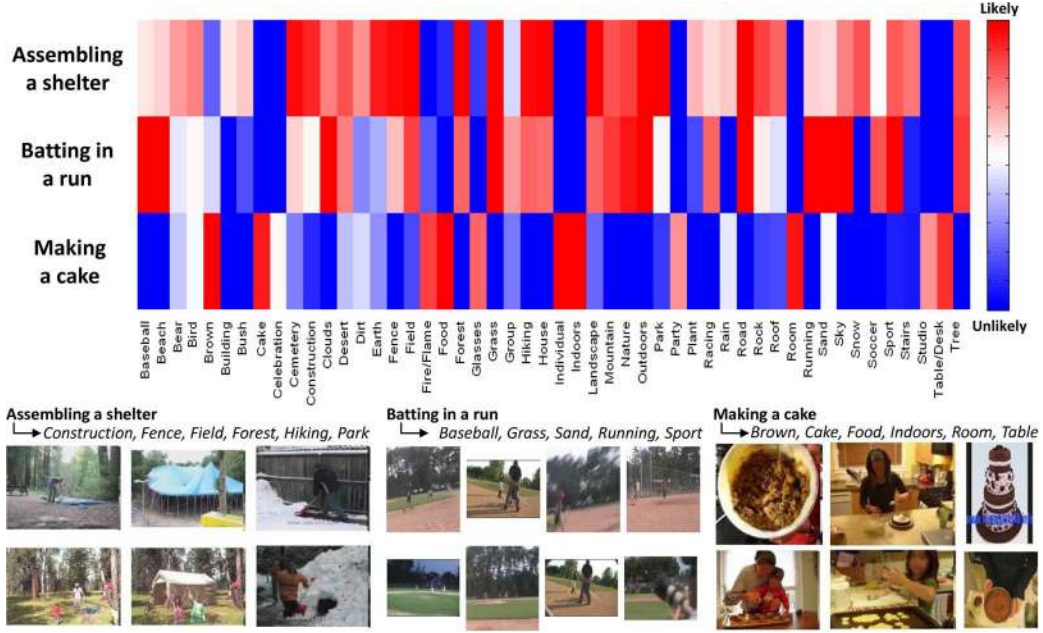 Likely
Assembling
a shelter
Batting in
a run
Making
a cake
Unlikely
Baseball
Beach
Bear
Bird
Brown
Building
Bush
Cake
Celebration
Cemetery
Construction
Clouds
Desert
Dirt
Earth
Fence
Field
Fire/Flame
Food
Forest
Glasses
Grass
Group
Hiking
House
Individual
Indoors
Landscape
Mountain
Nature
Outdoors
Park
Party
Plant
Racing
Rain
Road
Rock
Roof
Room
Running
Sand
Sky
Snow
Soccer
Sport
Stairs
Studio
Table/Desk
Tree
Assembling a shelter
Construction, Fence, Field, Forest, Hiking, Park
Batting in a run
Baseball, Grass, Sand, Running, Sport
Making a cake
Brown, Cake, Food, Indoors, Room, Table